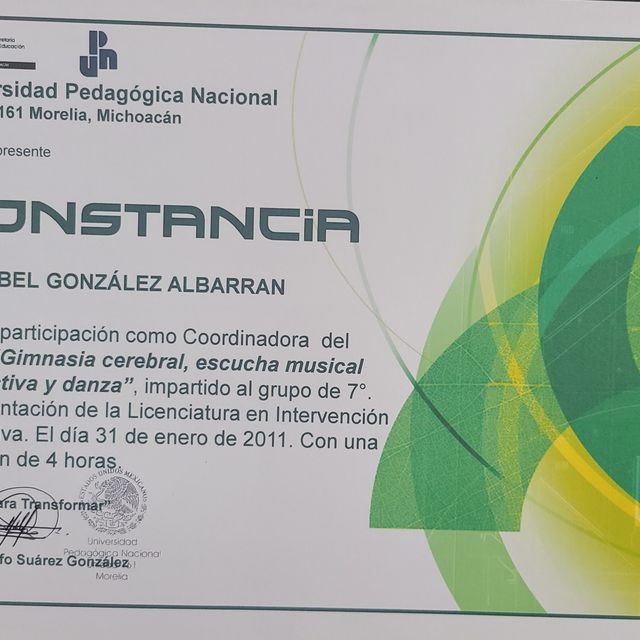 retaría
Educación
UPN
rsidad Pedagógica Nacional
161 Morelia, Michoacán
presente
ONSTANCIA
BEL GONZÁLEZ ALBARRAN
participación como Coordinadora del
Gimnasia cerebral, escucha musical
ctiva y danza”, impartido al grupo de 7°.
ntación de la Licenciatura en Intervención
iva. El día 31 de enero de 2011. Con una
n de 4 horas.
ara Transformar”
ESTADOS UNIDOS MEXICANOS
Universidad
Pedagógica Nacional
fo Suárez González
Morelia